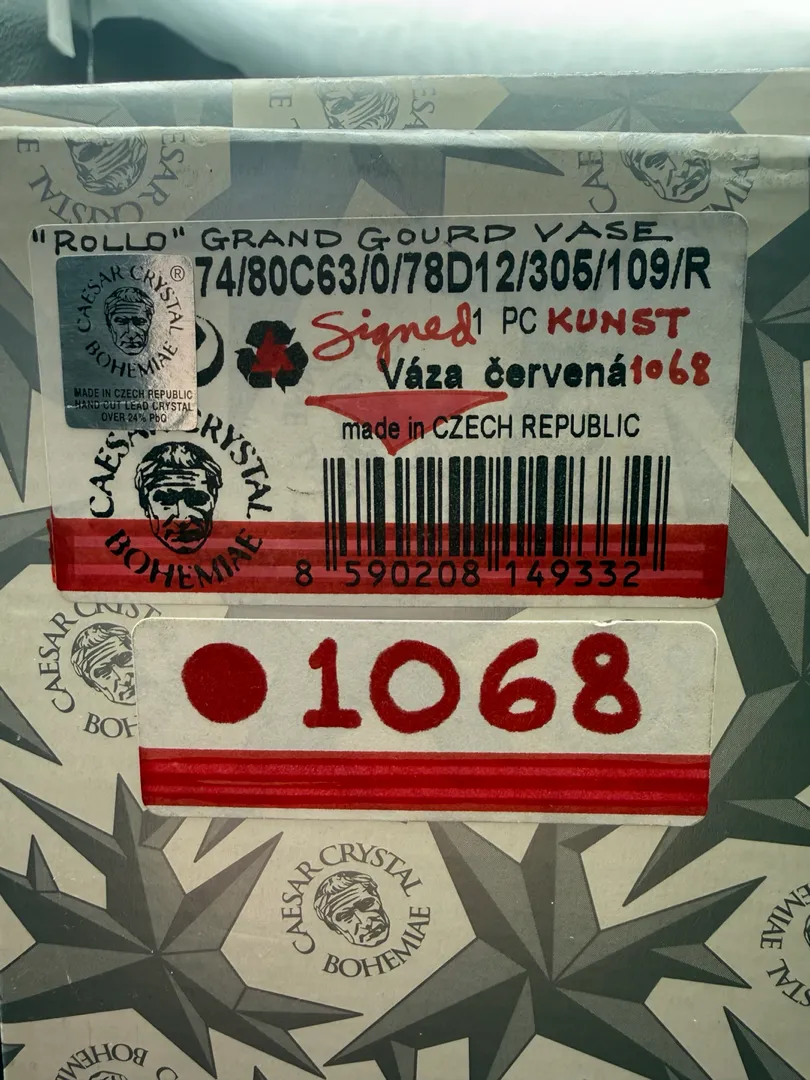 "ROLLO" GRAND GOURD VASE
74/80C63/0/78D12/305/109/R
CAESAR CRYSTAL ®
BOHEMIAE
MADE IN CZECH REPUBLIC
HAND CUT LEAD CRYSTAL
OVER 24% PbO
Signed 1 PC KUNST
Váza červená 1068
made in CZECH REPUBLIC
CAESAR CRYSTAL
BOHEMIAE
8 590208 149332
1068
CAESAR CRYSTAL
BOHEMIAE